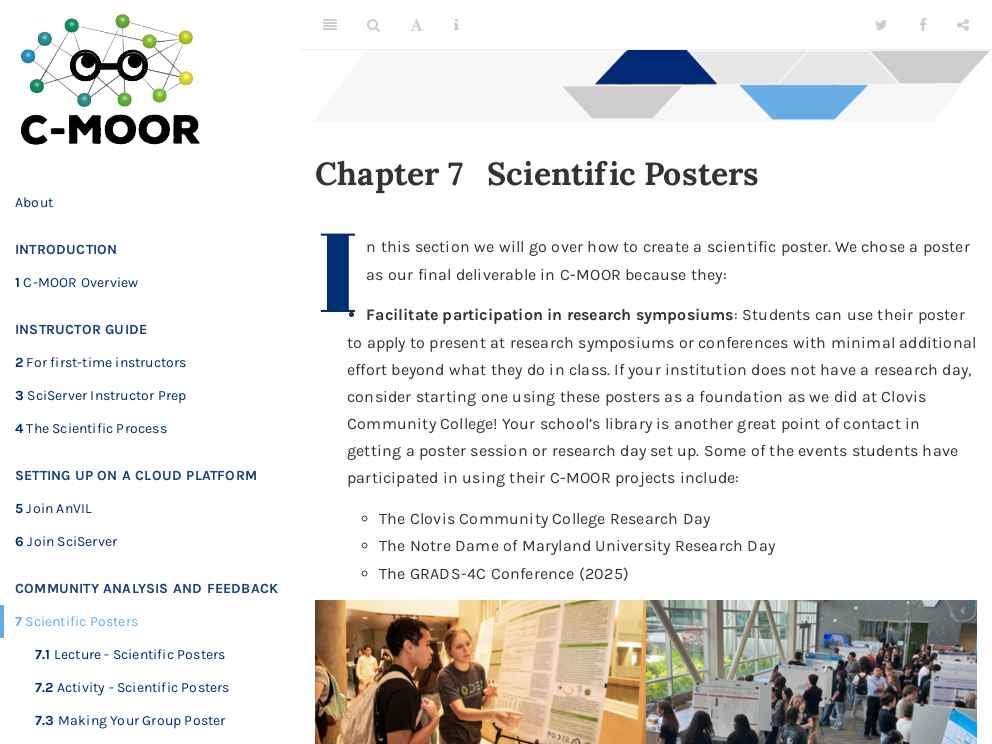 C-MOOR
About
INTRODUCTION
1 C-MOOR Overview
INSTRUCTOR GUIDE
2 For first-time instructors
3 SciServer Instructor Prep
4 The Scientific Process
SETTING UP ON A CLOUD PLATFORM
5 Join AnVIL
6 Join SciServer
COMMUNITY ANALYSIS AND FEEDBACK
7 Scientific Posters
7.1 Lecture - Scientific Posters
7.2 Activity - Scientific Posters
7.3 Making Your Group Poster
Chapter 7 Scientific Posters
In this section we will go over how to create a scientific poster. We chose a poster
as our final deliverable in C-MOOR because they:
• Facilitate participation in research symposiums: Students can use their poster
to apply to present at research symposiums or conferences with minimal additional
effort beyond what they do in class. If your institution does not have a research day,
consider starting one using these posters as a foundation as we did at Clovis
Community College! Your school’s library is another great point of contact in
getting a poster session or research day set up. Some of the events students have
participated in using their C-MOOR projects include:
◦ The Clovis Community College Research Day
◦ The Notre Dame of Maryland University Research Day
◦ The GRADS-4C Conference (2025)